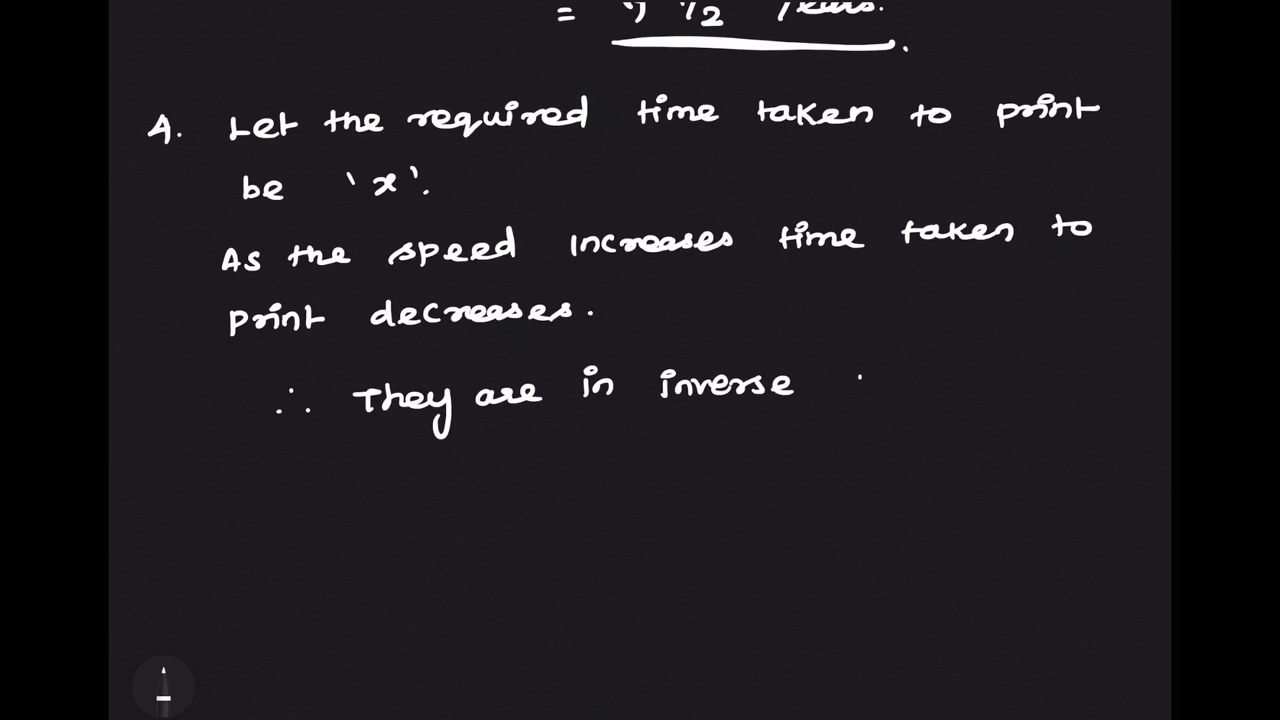 =
4. Let the required time taken to print
be 'x'.
As the speed increases time taken to
print decreases.
∴ They are in inverse